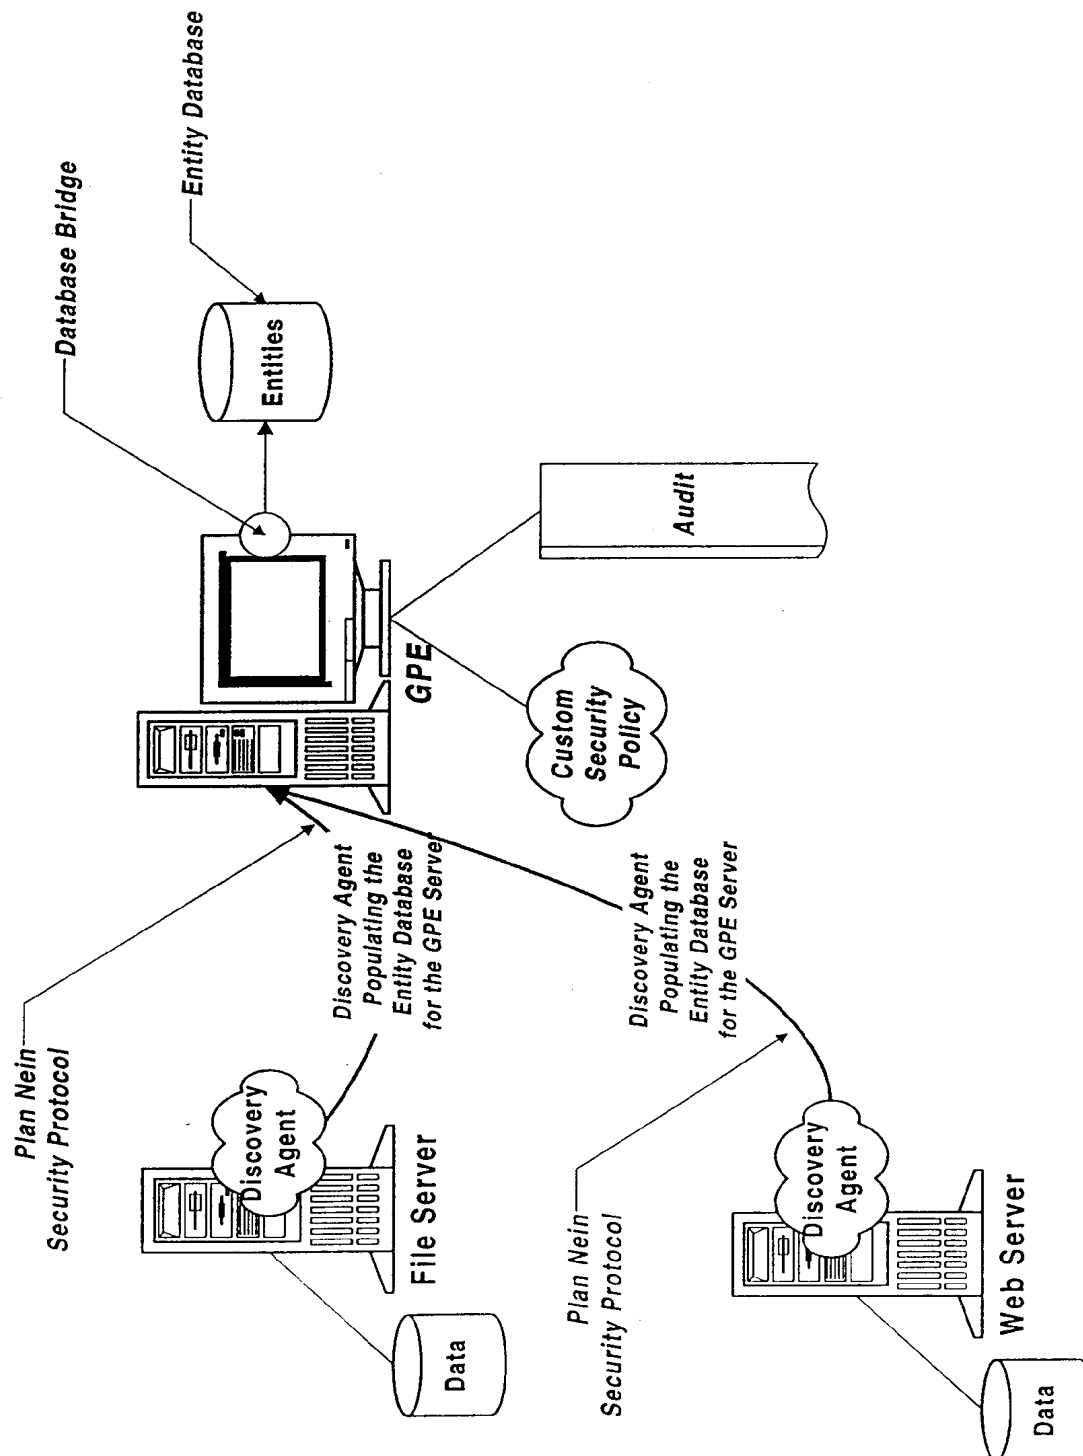 Plan Nein
Security Protocol
Database Bridge
Entity Database
Discovery
Agent
File Server
Data
Discovery Agent
Populating the
Entity Database
for the GPE Server
GPE
Entities
Plan Nein
Security Protocol
Discovery Agent
Populating the
Entity Database
for the GPE Server
Custom
Security
Policy
Audit
Discovery
Agent
Web Server
Data